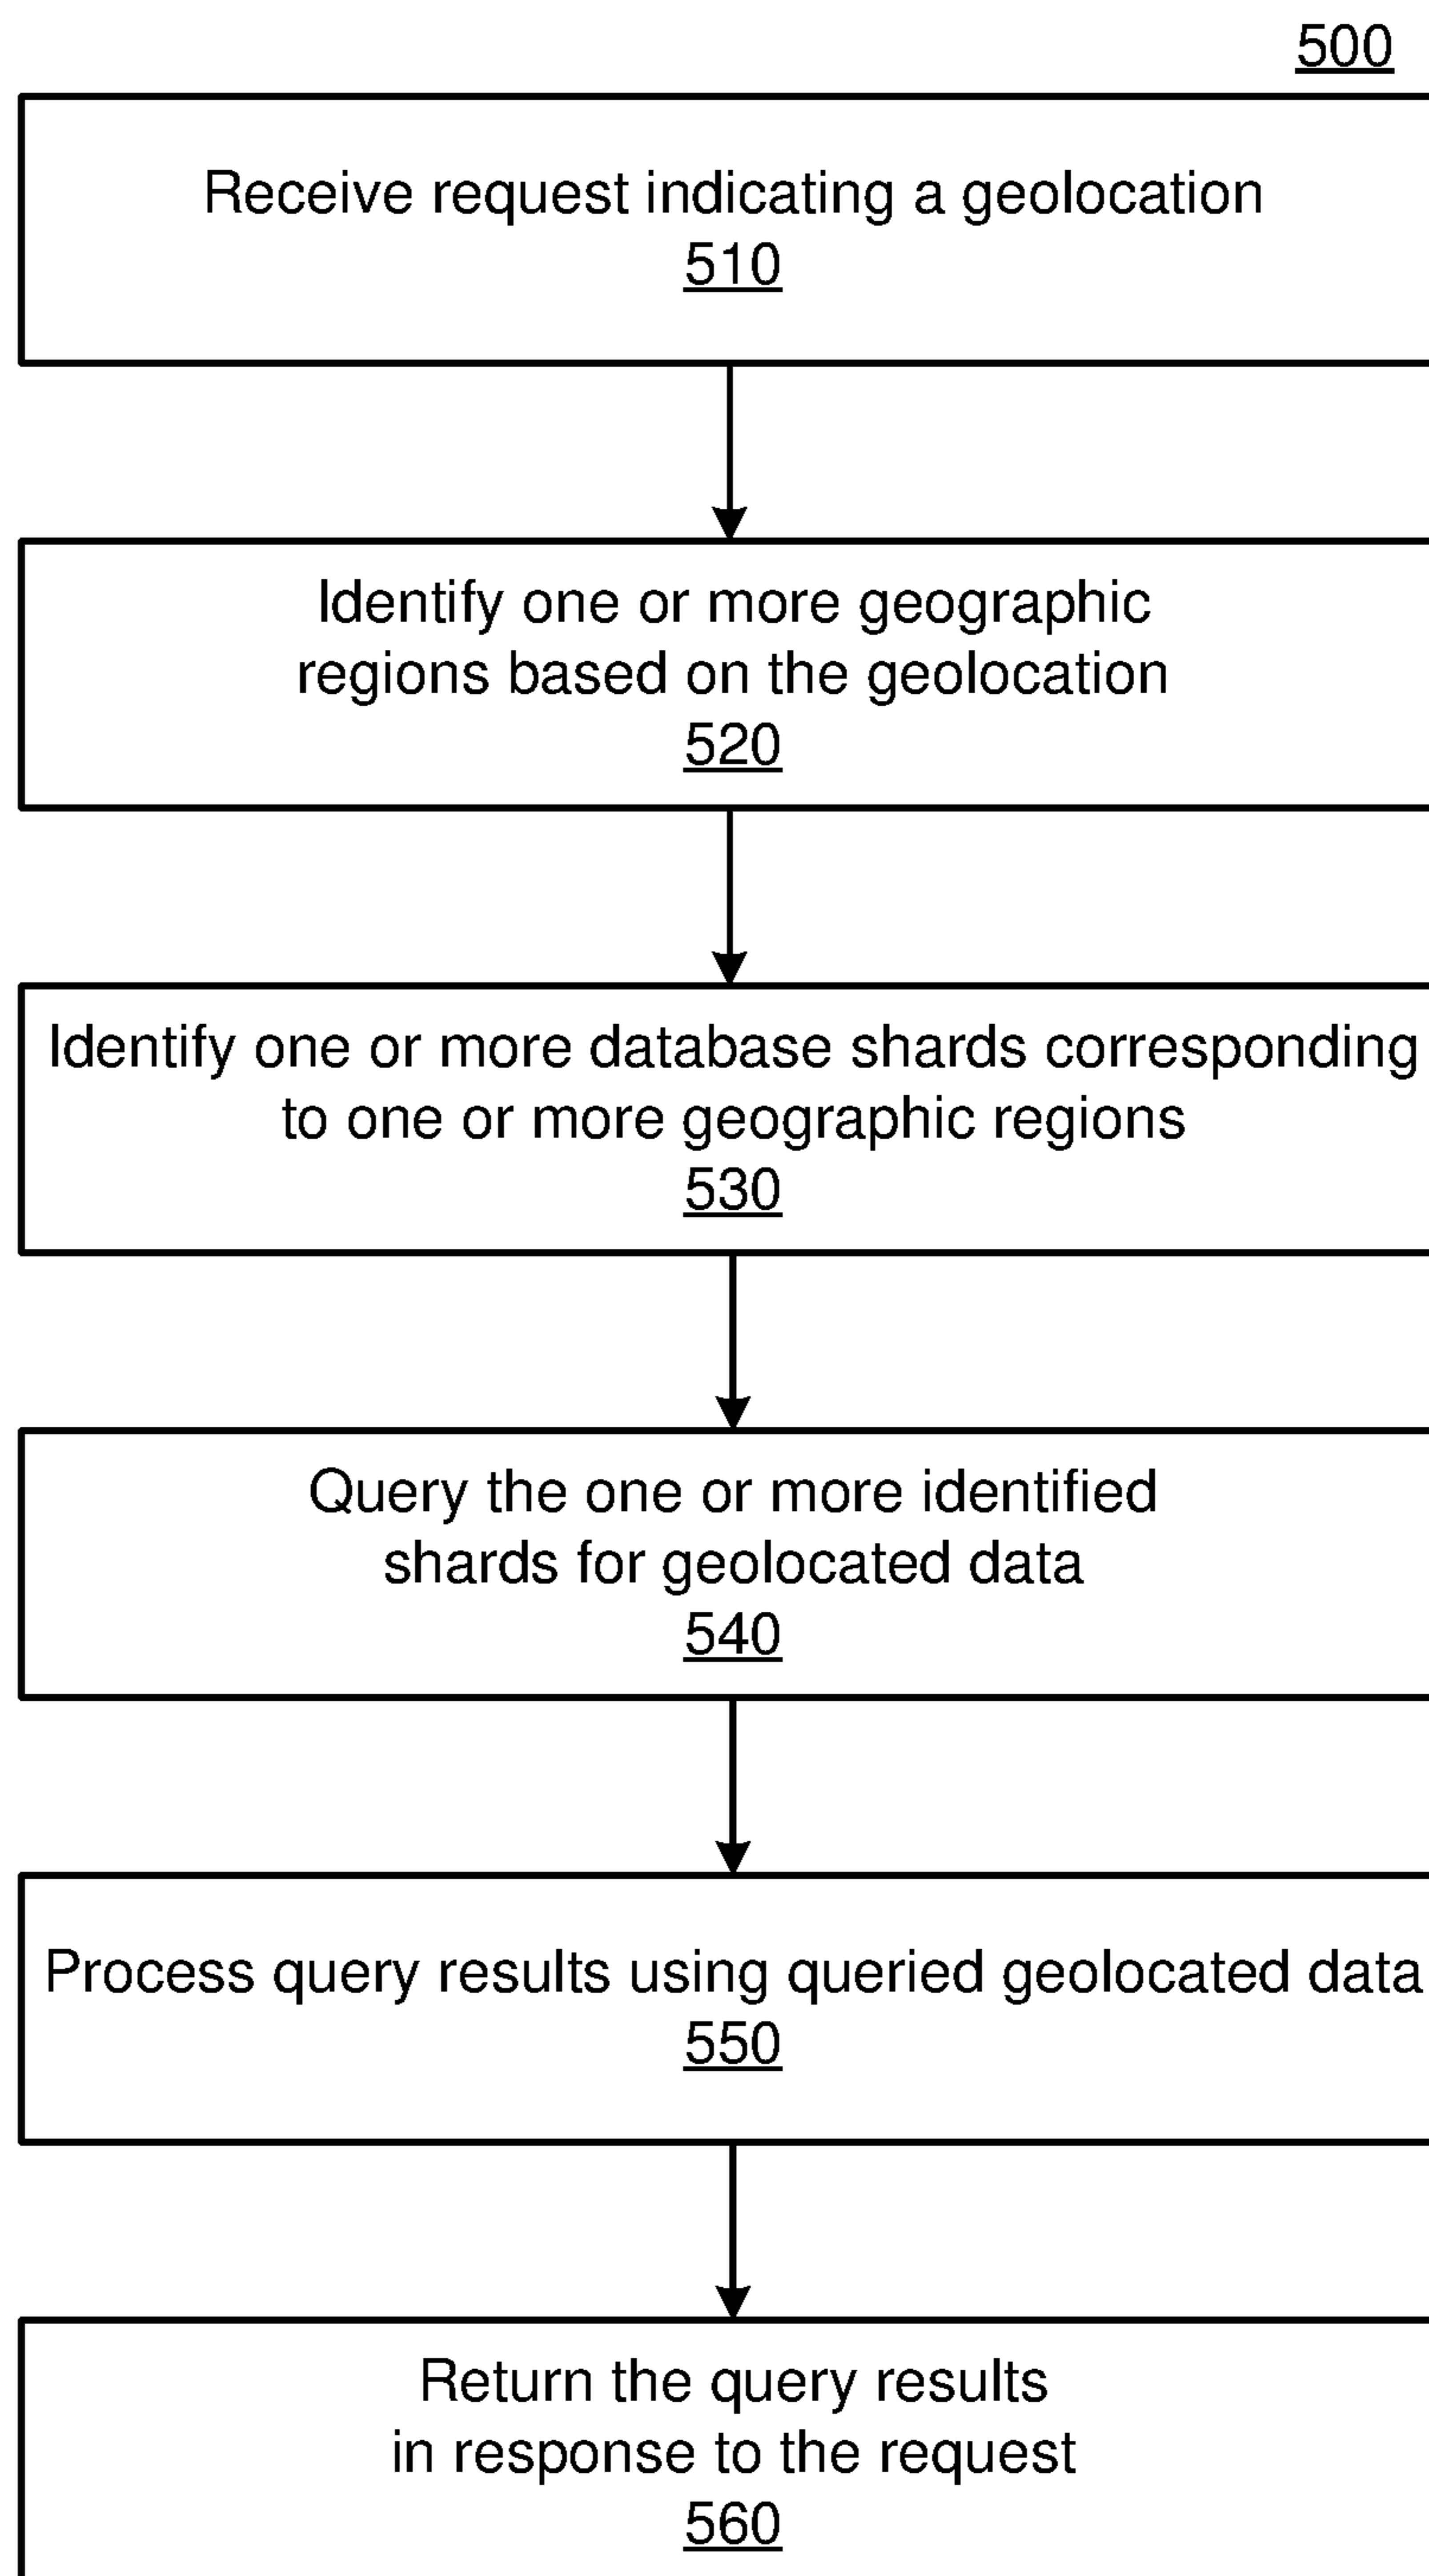 500
Receive request indicating a geolocation
510
Identify one or more geographic
regions based on the geolocation
520
Identify one or more database shards corresponding
to one or more geographic regions
530
Query the one or more identified
shards for geolocated data
540
Process query results using queried geolocated data
550
Return the query results
in response to the request
560